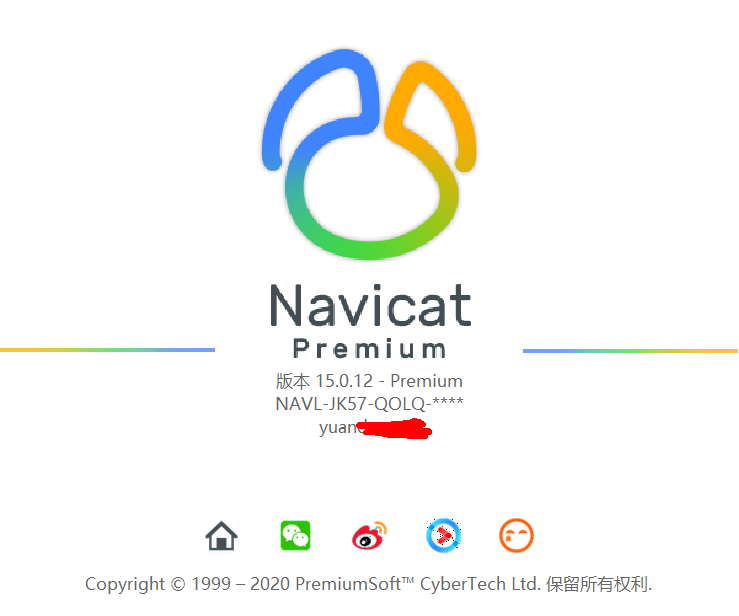 Navicat
Premium
版本 15.0.12 - Premium
NAVL-JK57-QOLQ-****
Copyright © 1999 – 2020 PremiumSoft™ CyberTech Ltd. 保留所有权利.